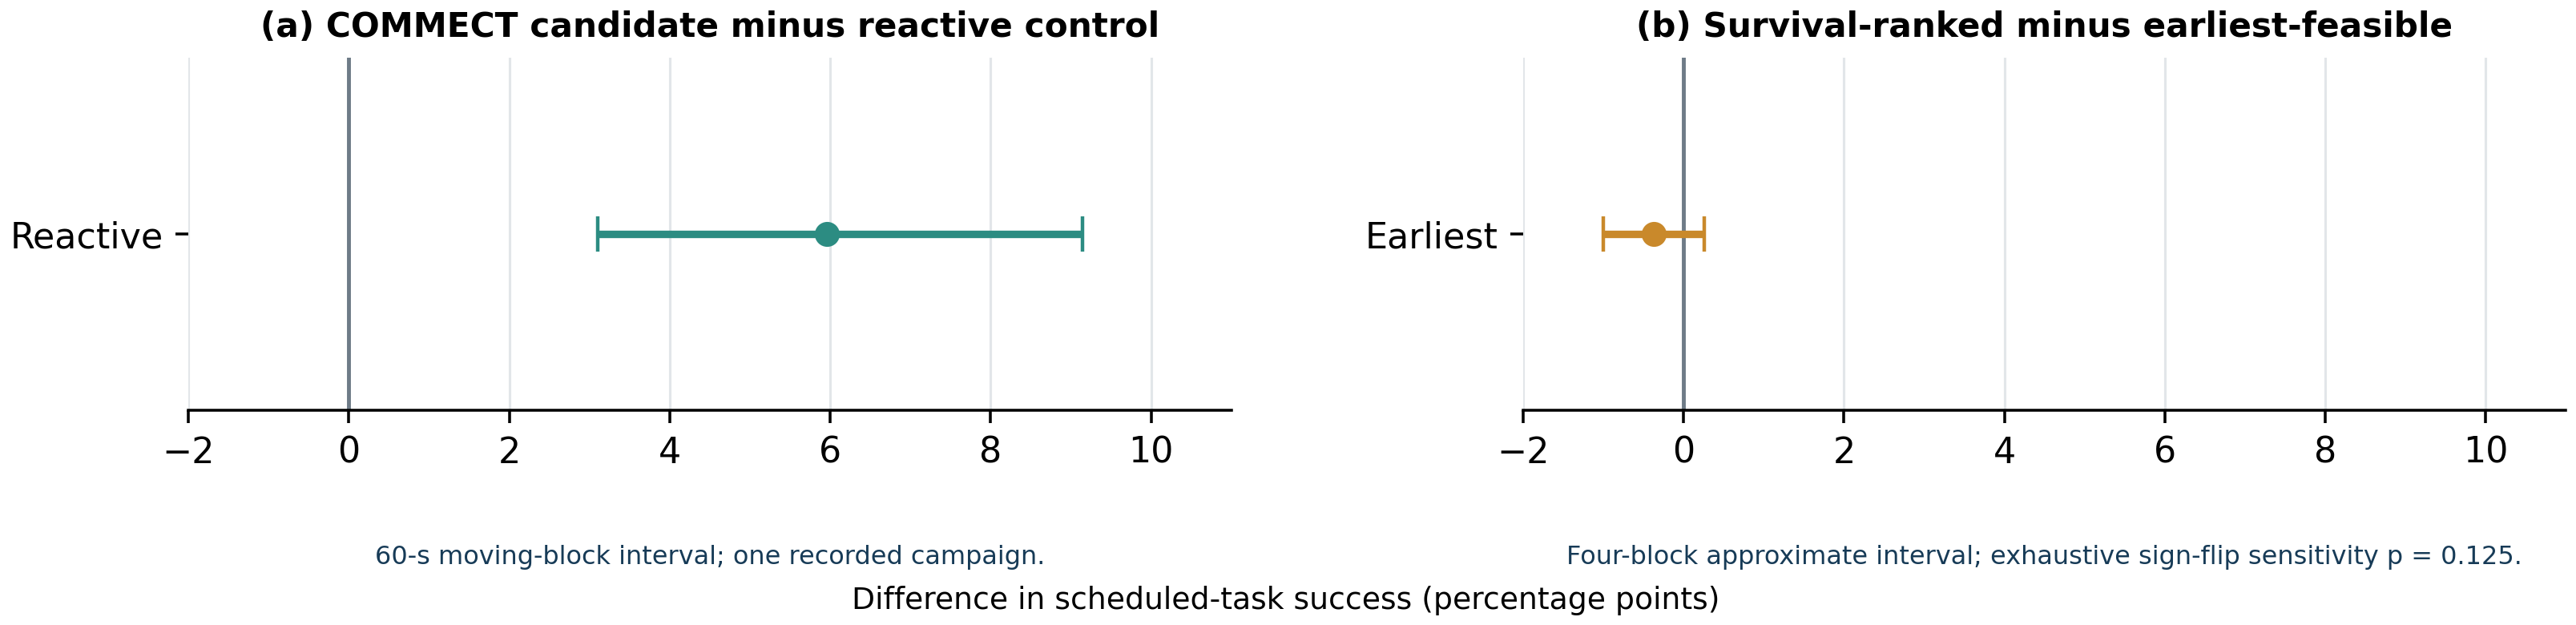 (a) COMMECT candidate minus reactive control
Reactive
−2 0 2 4 6 8 10
60-s moving-block interval; one recorded campaign.
(b) Survival-ranked minus earliest-feasible
Earliest
−2 0 2 4 6 8 10
Four-block approximate interval; exhaustive sign-flip sensitivity p = 0.125.
Difference in scheduled-task success (percentage points)